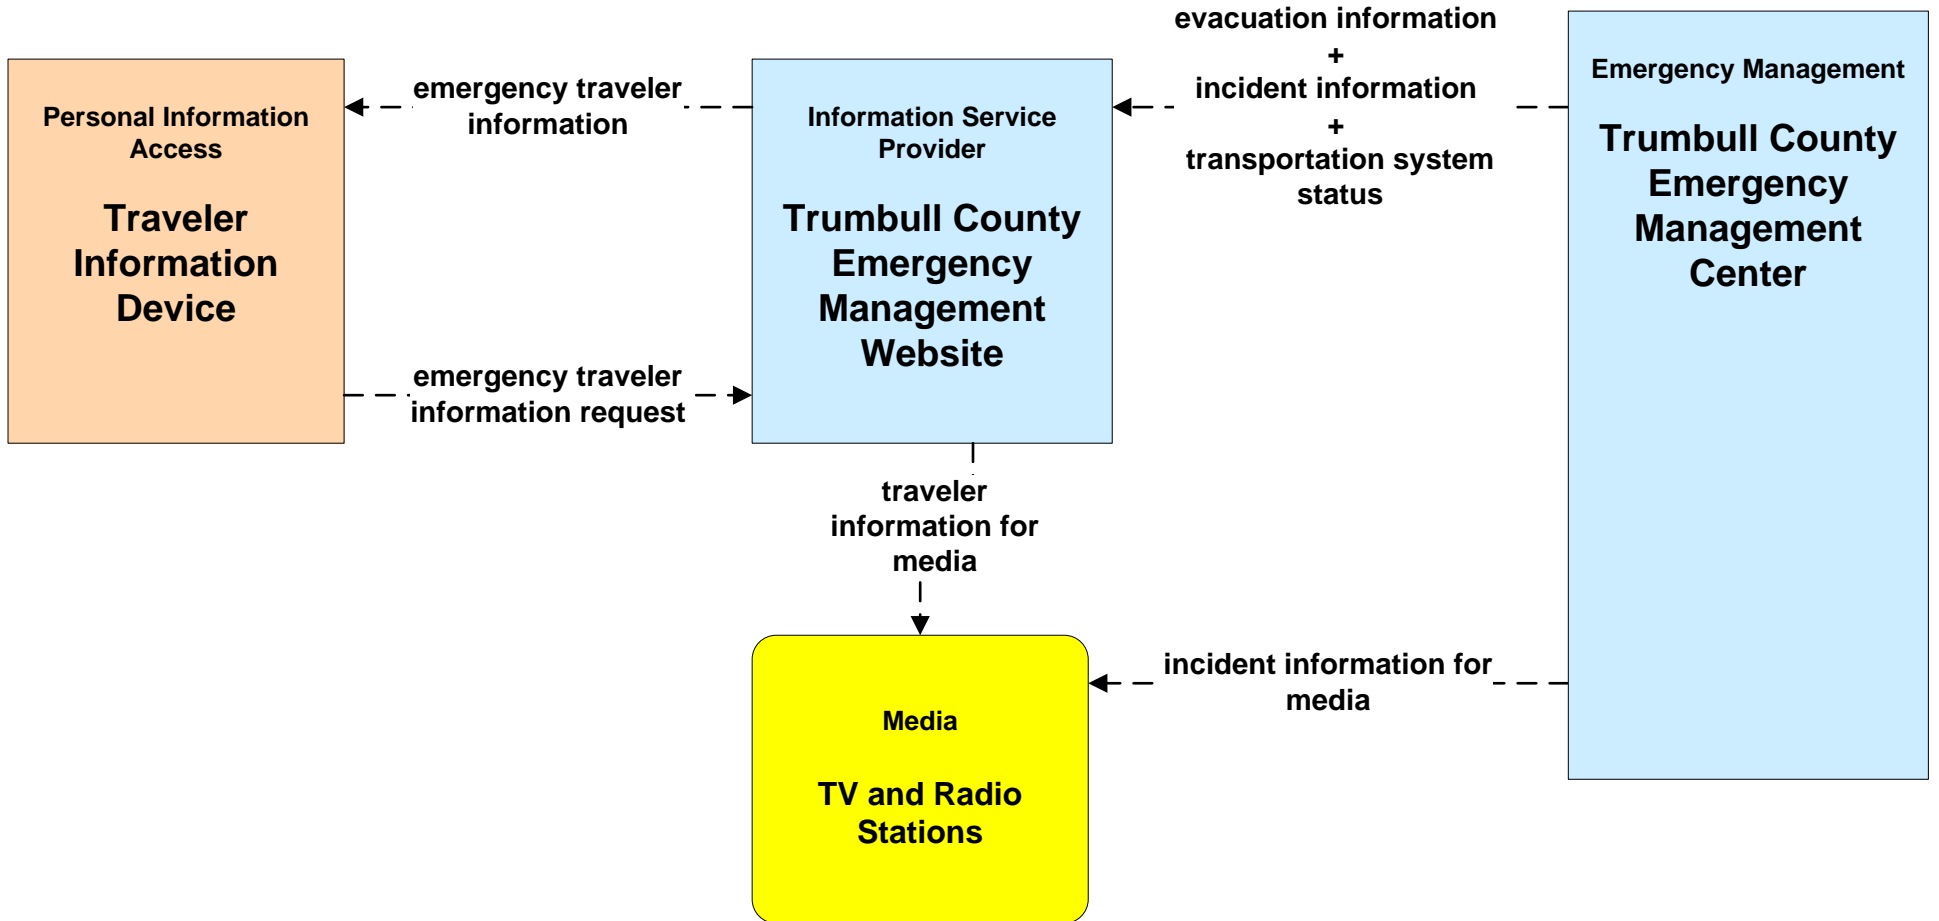 Personal Information
Access
Traveler
Information
Device
emergency traveler
information
emergency traveler
information request
Information Service
Provider
Trumbull County
Emergency
Management
Website
evacuation information
+
incident information
+
transportation system
status
Emergency Management
Trumbull County
Emergency
Management
Center
traveler
information for
media
incident information for
media
Media
TV and Radio
Stations